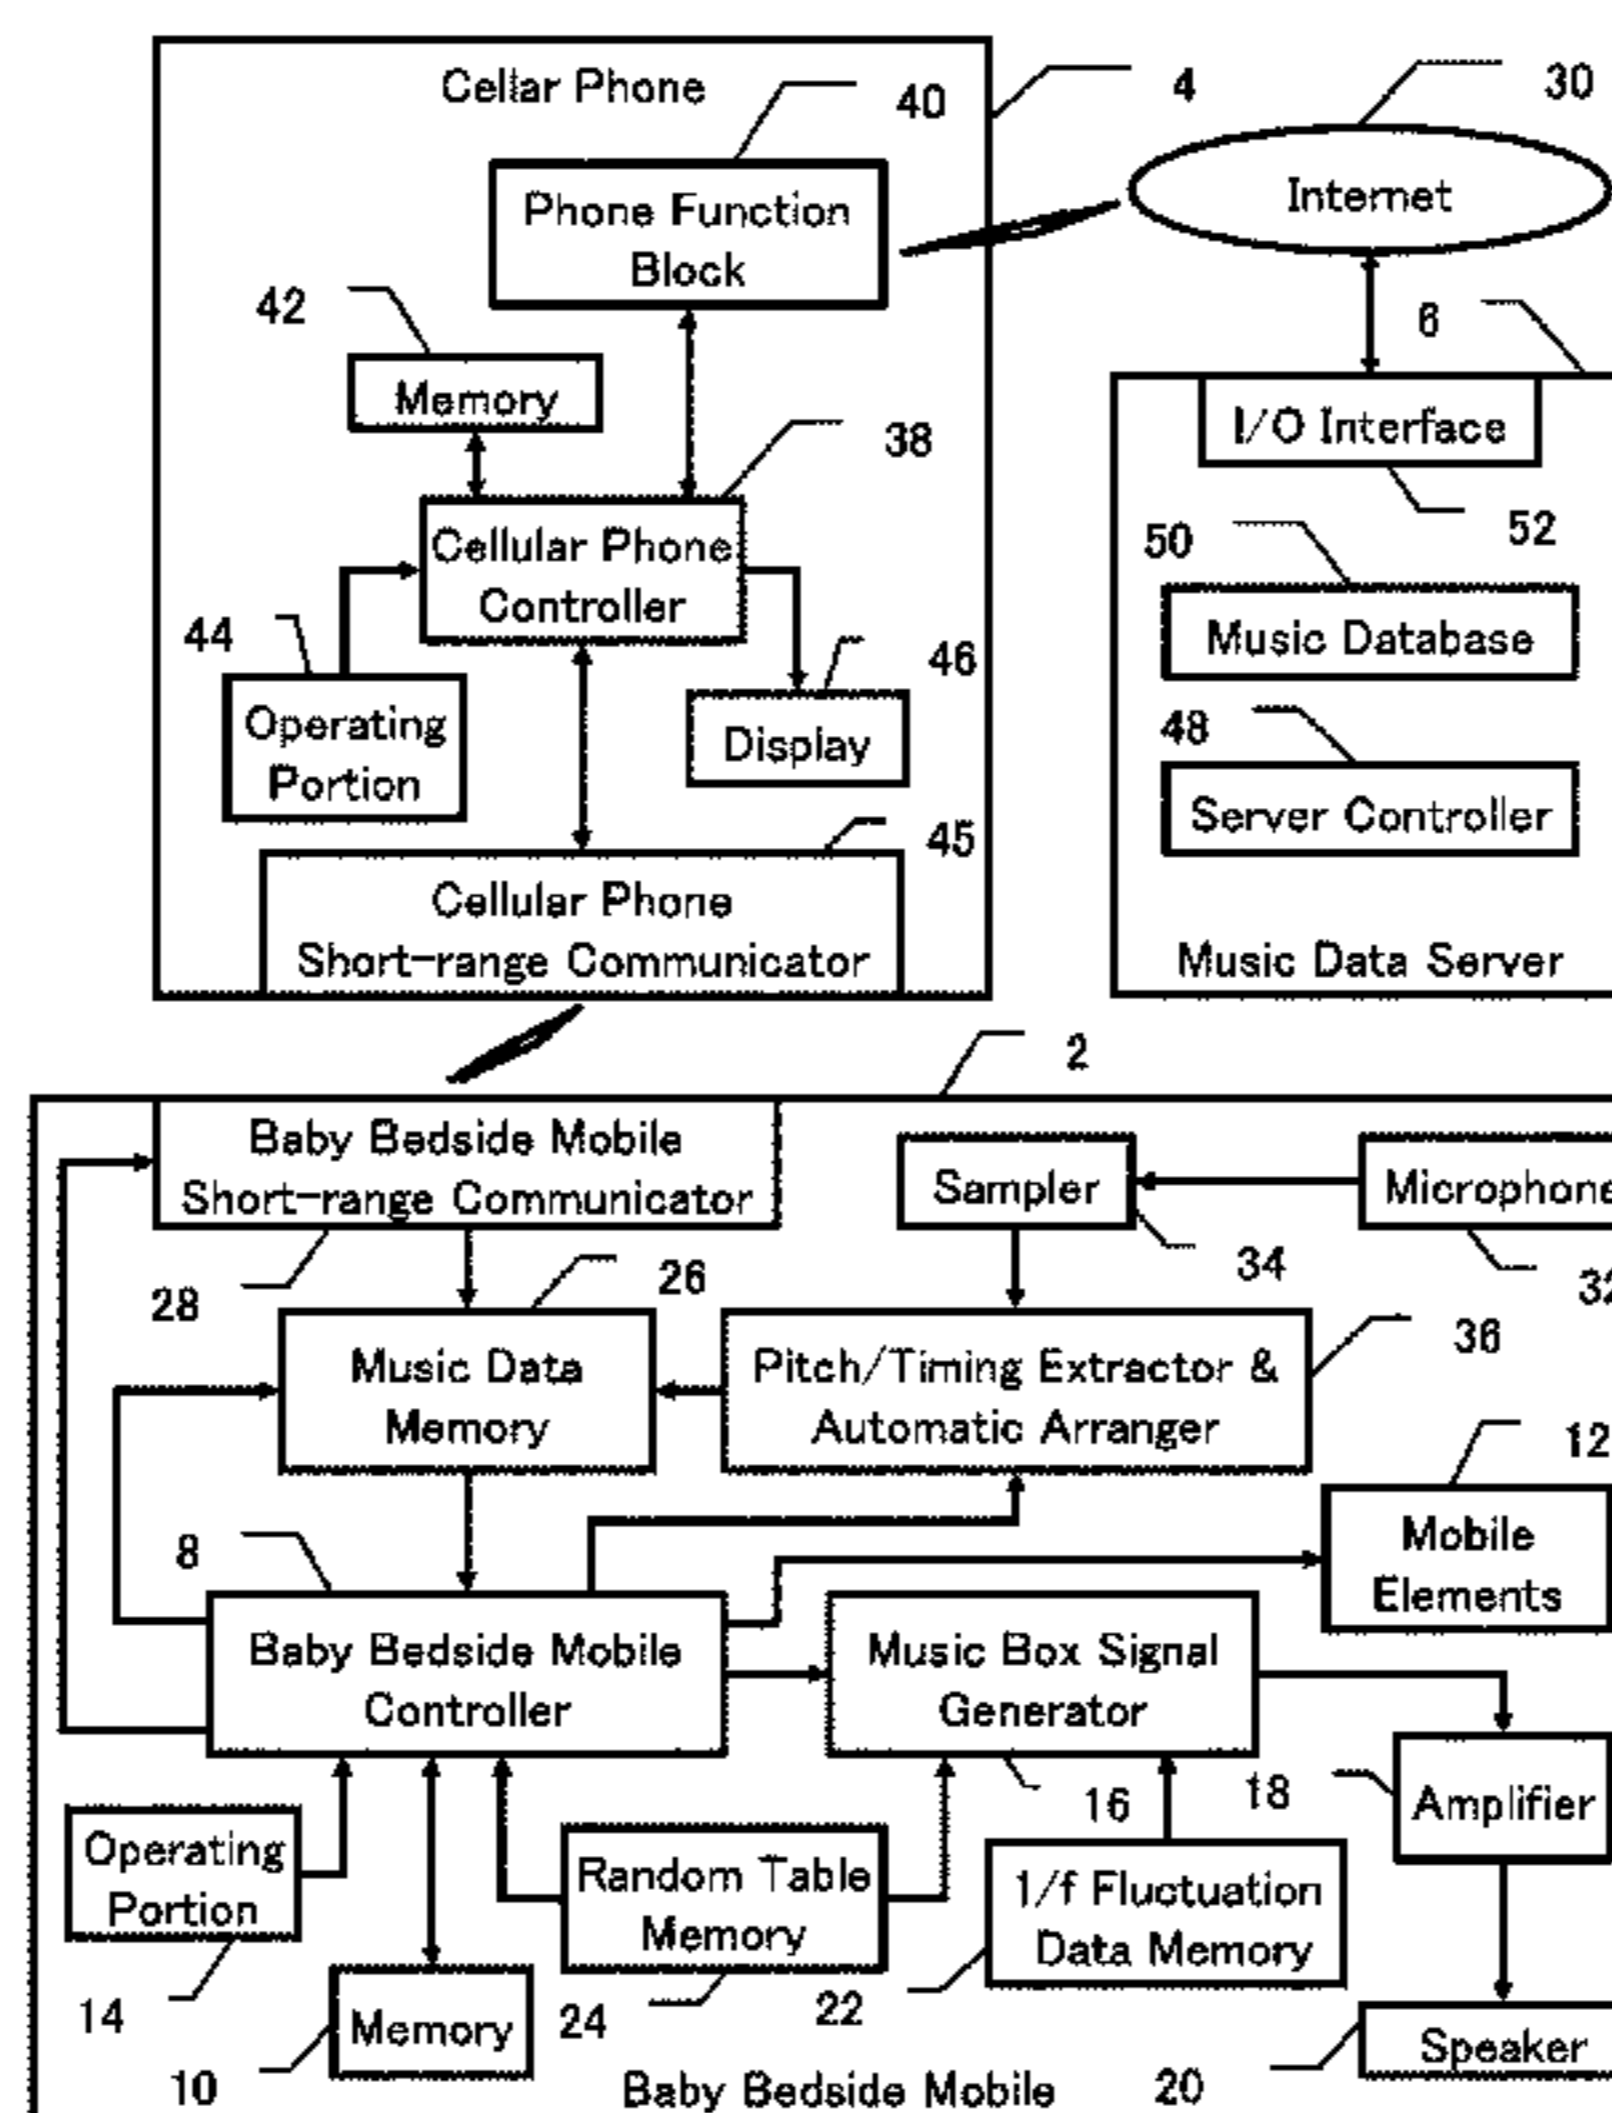 Cellar Phone
4
30
40
Phone Function
Block
Internet
42
6
Memory
38
I/O Interface
52
Cellular Phone
Controller
50
Music Database
44
46
Operating
Portion
Display
48
Server Controller
45
Cellular Phone
Short-range Communicator
Music Data Server
2
Baby Bedside Mobile
Short-range Communicator
Sampler
Microphone
34
32
28
26
36
Music Data
Memory
Pitch/Timing Extractor &
Automatic Arranger
12
8
Mobile
Elements
Baby Bedside Mobile
Controller
Music Box Signal
Generator
16
18
Amplifier
Operating
Portion
Random Table
Memory
1/f Fluctuation
Data Memory
14
24
22
Memory
10
Speaker
20
Baby Bedside Mobile